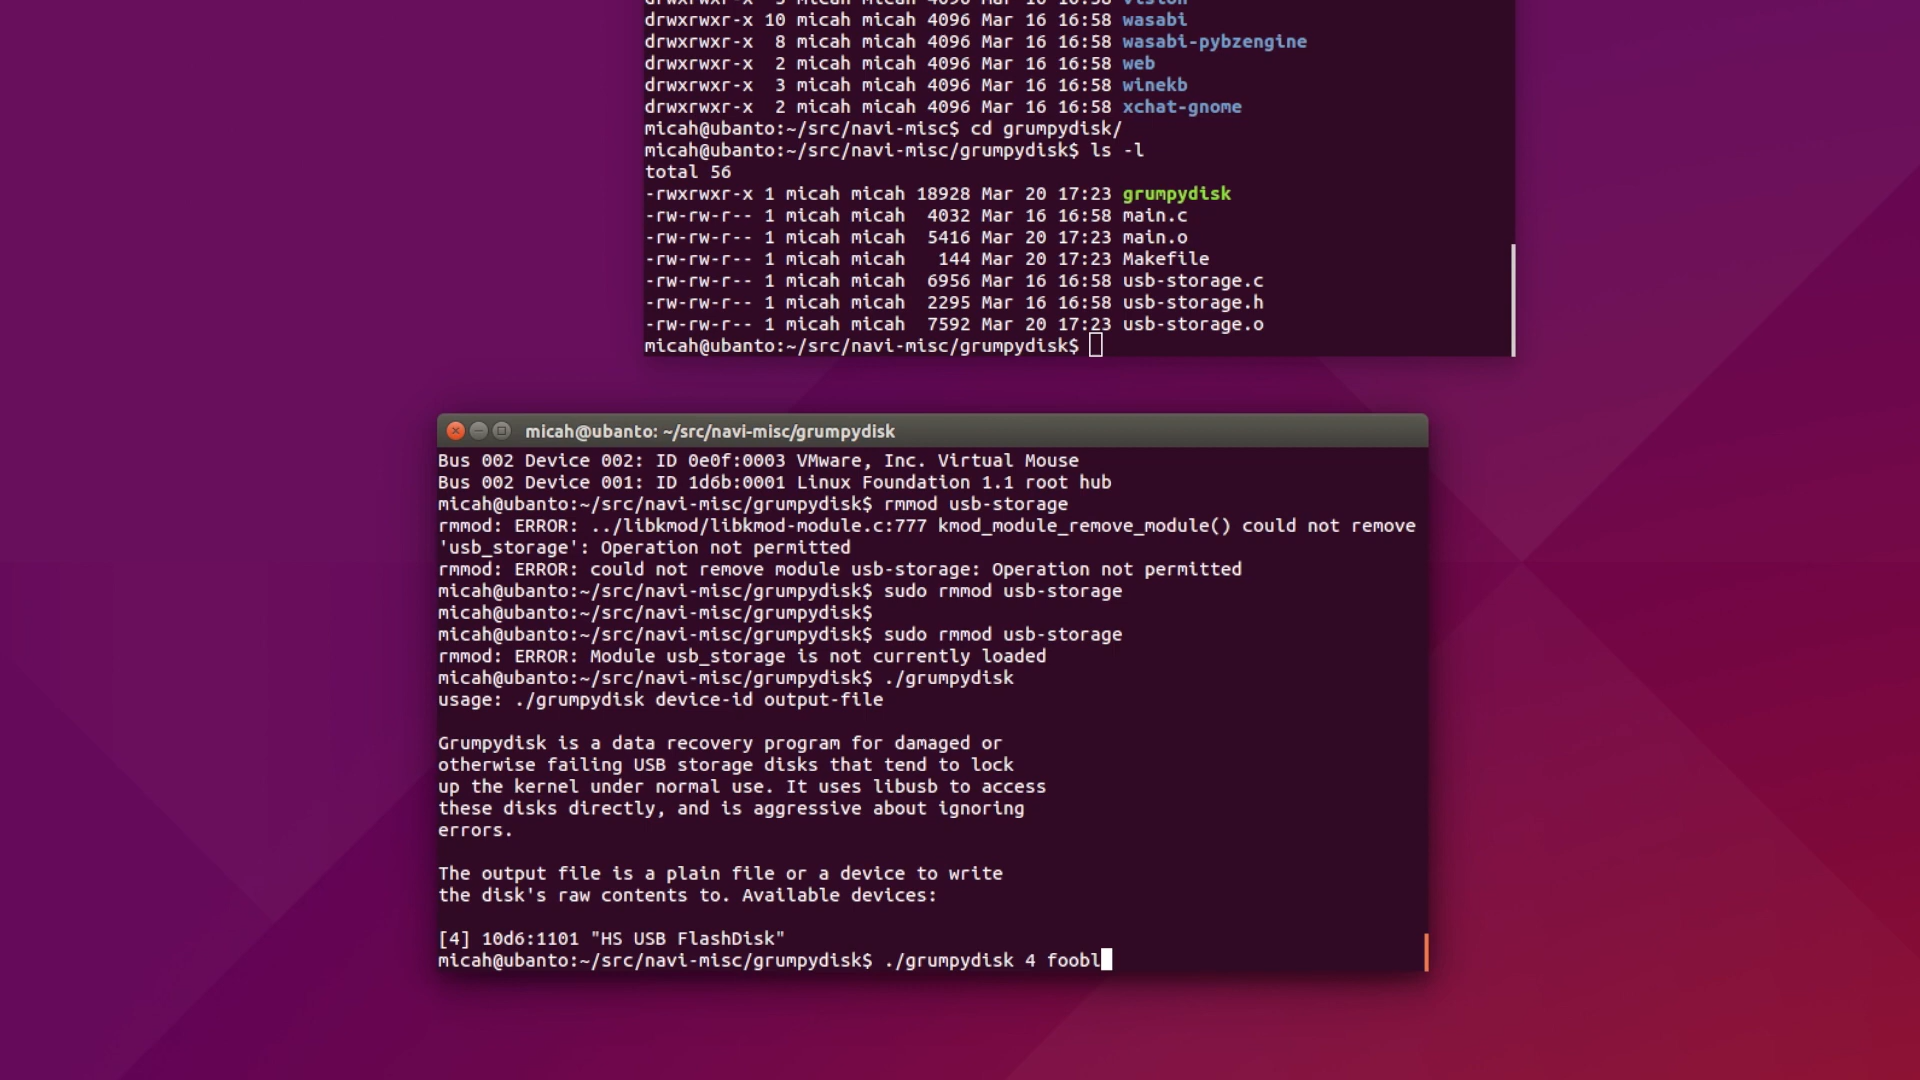 drwxrwxr-x  3 micah micah 4096 Mar 16 16:58 vision
drwxrwxr-x 10 micah micah 4096 Mar 16 16:58 wasabi
drwxrwxr-x  8 micah micah 4096 Mar 16 16:58 wasabi-pybzengine
drwxrwxr-x  2 micah micah 4096 Mar 16 16:58 web
drwxrwxr-x  3 micah micah 4096 Mar 16 16:58 winekb
drwxrwxr-x  2 micah micah 4096 Mar 16 16:58 xchat-gnome
micah@ubanto:~/src/navi-misc$ cd grumpydisk/
micah@ubanto:~/src/navi-misc/grumpydisk$ ls -l
total 56
-rwxrwxr-x 1 micah micah 18928 Mar 20 17:23 grumpydisk
-rw-rw-r-- 1 micah micah  4032 Mar 16 16:58 main.c
-rw-rw-r-- 1 micah micah  5416 Mar 20 17:23 main.o
-rw-rw-r-- 1 micah micah   144 Mar 20 17:23 Makefile
-rw-rw-r-- 1 micah micah  6956 Mar 16 16:58 usb-storage.c
-rw-rw-r-- 1 micah micah  2295 Mar 16 16:58 usb-storage.h
-rw-rw-r-- 1 micah micah  7592 Mar 20 17:23 usb-storage.o
micah@ubanto:~/src/navi-misc/grumpydisk$
micah@ubanto: ~/src/navi-misc/grumpydisk
Bus 002 Device 002: ID 0e0f:0003 VMware, Inc. Virtual Mouse
Bus 002 Device 001: ID 1d6b:0001 Linux Foundation 1.1 root hub
micah@ubanto:~/src/navi-misc/grumpydisk$ rmmod usb-storage
rmmod: ERROR: ../libkmod/libkmod-module.c:777 kmod_module_remove_module() could not remove
'usb_storage': Operation not permitted
rmmod: ERROR: could not remove module usb-storage: Operation not permitted
micah@ubanto:~/src/navi-misc/grumpydisk$ sudo rmmod usb-storage
micah@ubanto:~/src/navi-misc/grumpydisk$
micah@ubanto:~/src/navi-misc/grumpydisk$ sudo rmmod usb-storage
rmmod: ERROR: Module usb_storage is not currently loaded
micah@ubanto:~/src/navi-misc/grumpydisk$ ./grumpydisk
usage: ./grumpydisk device-id output-file
Grumpydisk is a data recovery program for damaged or
otherwise failing USB storage disks that tend to lock
up the kernel under normal use. It uses libusb to access
these disks directly, and is aggressive about ignoring
errors.
The output file is a plain file or a device to write
the disk's raw contents to. Available devices:
[4] 10d6:1101 "HS USB FlashDisk"
micah@ubanto:~/src/navi-misc/grumpydisk$ ./grumpydisk 4 foobl